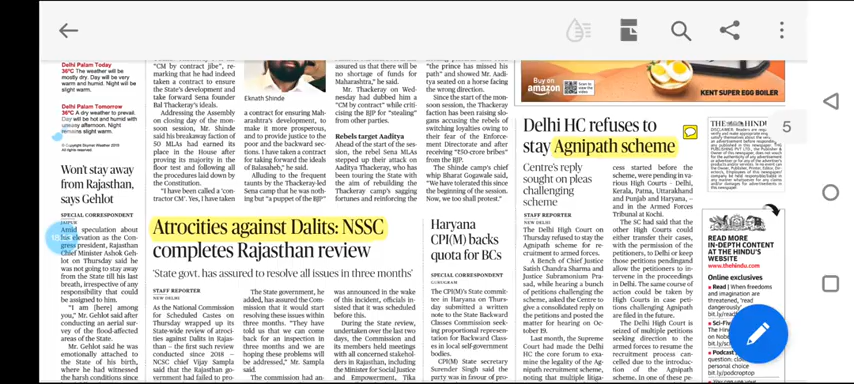 Delhi Palam Today
36°C The weather will be
mostly dry. Day will be very
warm and humid. Night will be
slight warm.
Delhi Palam Tomorrow
36°C A dry weather to prevail.
Day will be hot and humid with
uneasy afternoon. Night
remains slight warm.
Won't stay away
from Rajasthan,
says Gehlot
SPECIAL CORRESPONDENT
JAIPUR
Amid speculation about
his elevation as the Con-
gress president, Rajasthan
Chief Minister Ashok Geh-
lot on Thursday said he
was not going to stay away
from the State till his last
breath, irrespective of any
responsibility that could
be assigned to him.
"I am [here] among
you," Mr. Gehlot said after
conducting an aerial sur-
vey of the flood-affected
areas of the State.
Mr. Gehlot said he was
emotionally attached to
the State of his birth,
where he had witnessed
the harsh conditions since
"CM by contract jibe", re-
marking that he had indeed
taken a contract to ensure
the State's development and
take forward Sena founder
Bal Thackeray's ideals.
Addressing the Assembly
on closing day of the mon-
soon session, Mr. Shinde
said his breakaway faction of
50 MLAs had earned its
place in the House after
proving its majority in the
floor test and following all
the procedures laid down by
the Constitution.
"I have been called a 'con-
tractor CM'. Yes, I have taken
Eknath Shinde
a contract for ensuring Mah-
arashtra's development, to
make it more prosperous,
and to provide justice to the
poor and the backward sec-
tions. I have taken a contract
for taking forward the ideals
of Balasaheb," he said.
Alluding to the frequent
taunts by the Thackeray-led
Sena camp that he was noth-
ing but "a puppet of the BJP"
assured us that there will be
no shortage of funds for
Maharashtra," he said.
Mr. Thackeray on Wed-
nesday had dubbed him a
"CM by contract" while criti-
cising the BJP for "stealing"
from other parties.
Rebels target Aaditya
Ahead of the start of the ses-
sion, the rebel Sena MLAs
stepped up their attack on
Aaditya Thackeray, who has
been touring the State with
the aim of rebuilding the
Thackeray camp's sagging
fortunes and reinforcing the
"the prince has missed his
path" and showed Mr. Aadi-
tya seated on a horse facing
the wrong direction.
Since the start of the mon-
soon session, the Thackeray
faction has been raising slo-
gans accusing the rebels of
switching loyalties owing to
their fear of the Enforce-
ment Directorate and after
receiving "₹50-crore bribes"
from the BJP.
The Shinde camp's chief
whip Bharat Gogawale said,
"We have tolerated this since
the beginning of the session.
Now, we too shall protest."
Atrocities against Dalits: NSSC
completes Rajasthan review
'State govt. has assured to resolve all issues in three months'
STAFF REPORTER
NEW DELHI
As the National Commission
for Scheduled Castes on
Thursday wrapped up its
State-wide review of atroci-
ties against Dalits in Rajas-
than - the first such review
conducted since 2018 -
NCSC chief Vijay Sampla
said that the Rajasthan go-
vernment had failed to pro-
The State government, he
added, has assured the Com-
mission that it would start
resolving these issues within
three months. "They have
told us that we can come
back for an inspection in
three months and we are
hoping these problems will
be addressed," Mr. Sampla
said.
The commission had an-
was announced in the wake
of this incident, officials in-
sisted that it was scheduled
before this.
During the State review,
undertaken over the last two
days, the Commission and
its members held meetings
with all concerned stakehol-
ders in Rajasthan, including
the Minister for Social Justice
and Empowerment, Tika
Haryana
CPI(M) backs
quota for BCs
SPECIAL CORRESPONDENT
GURUGRAM
The CPI(M)'s State commit-
tee in Haryana on Thurs-
day submitted a written
note to the State Backward
Classes Commission seek-
ing proportional represen-
tation for Backward Class-
es in local self-government
bodies.
CPI(M) State secretary
Surender Singh said the
party was in favour of pro-
Buy on
amazon
KENT SUPER EGG BOILER
Delhi HC refuses to
stay Agnipath scheme
Centre's reply
sought on pleas
challenging
scheme
STAFF REPORTER
NEW DELHI
The Delhi High Court on
Thursday refused to stay the
Agnipath scheme for re-
cruitment to armed forces.
A Bench of Chief Justice
Satish Chandra Sharma and
Justice Subramonium Pra-
sad, while hearing a bunch
of petitions challenging the
scheme, asked the Centre to
give a consolidated reply on
the petitions and posted the
matter for hearing on Octo-
ber 19.
Last month, the Supreme
Court had made the Delhi
HC the core forum to exa-
mine the legality of the Ag-
nipath recruitment scheme,
noting that multiple litiga-
cess started before the
scheme, were pending in va-
rious High Courts - Delhi,
Kerala, Patna, Uttarakhand
and Punjab and Haryana, -
and in the Armed Forces
Tribunal at Kochi.
The SC had said that the
other High Courts could
either transfer their cases,
with the permission of the
petitioners, to Delhi or keep
those petitions pending and
allow the petitioners to in-
tervene in the proceedings
in Delhi. The same course of
action could be taken by
High Courts in case petitions
challenging Agnipath are
filed in the future.
The Delhi High Court is
seized of multiple petitions
seeking direction to the
armed forces to resume the
recruitment process can-
celled due to the introduc-
tion of the Agnipath
scheme. In one of these pe-
THE HINDU
5
READ MORE
IN-DEPTH CONTENT
AT THE HINDU'S
WEBSITE
www.thehindu.com
Online exclusives
Read | When freedom
and imagination are
threatened, 'read
dangerously'
Podcast